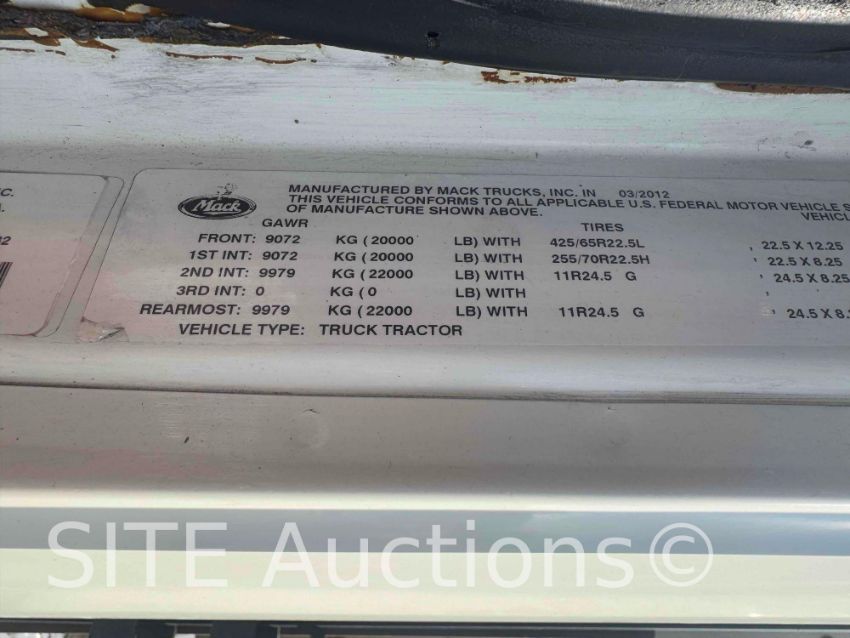 C.
Mack
MANUFACTURED BY MACK TRUCKS, INC. IN 03/2012
THIS VEHICLE CONFORMS TO ALL APPLICABLE U.S. FEDERAL MOTOR VEHICLE S
OF MANUFACTURE SHOWN ABOVE. VEHICL
GAWR TIRES
FRONT: 9072 KG ( 20000 LB) WITH 425/65R22.5L , 22.5 X 12.25
1ST INT: 9072 KG ( 20000 LB) WITH 255/70R22.5H , 22.5 X 8.25
2ND INT: 9979 KG ( 22000 LB) WITH 11R24.5 G , 24.5 X 8.25
3RD INT: 0 KG ( 0 LB) WITH ,
REARMOST: 9979 KG ( 22000 LB) WITH 11R24.5 G , 24.5 X 8.
VEHICLE TYPE: TRUCK TRACTOR
SITE Auctions©